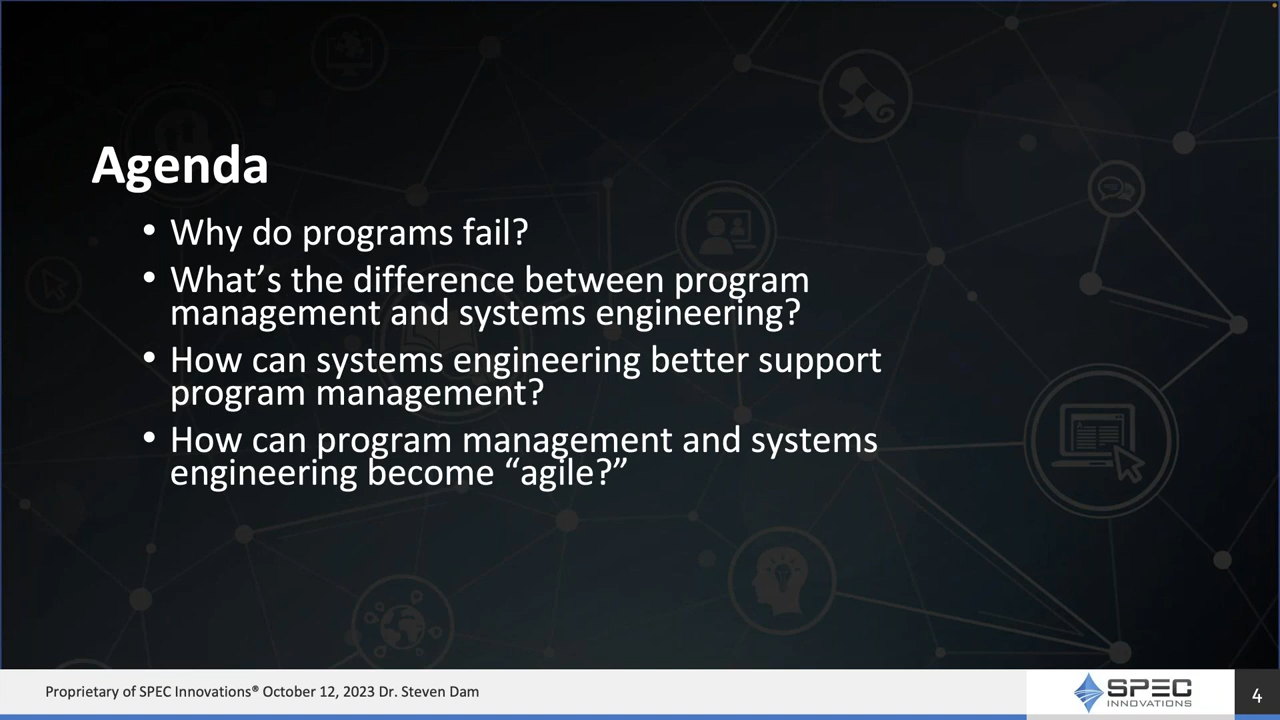 Agenda
• Why do programs fail?
• What’s the difference between program
management and systems engineering?
• How can systems engineering better support
program management?
• How can program management and systems
engineering become “agile?”
Proprietary of SPEC Innovations® October 12, 2023 Dr. Steven Dam
SPEC
INNOVATIONS
4